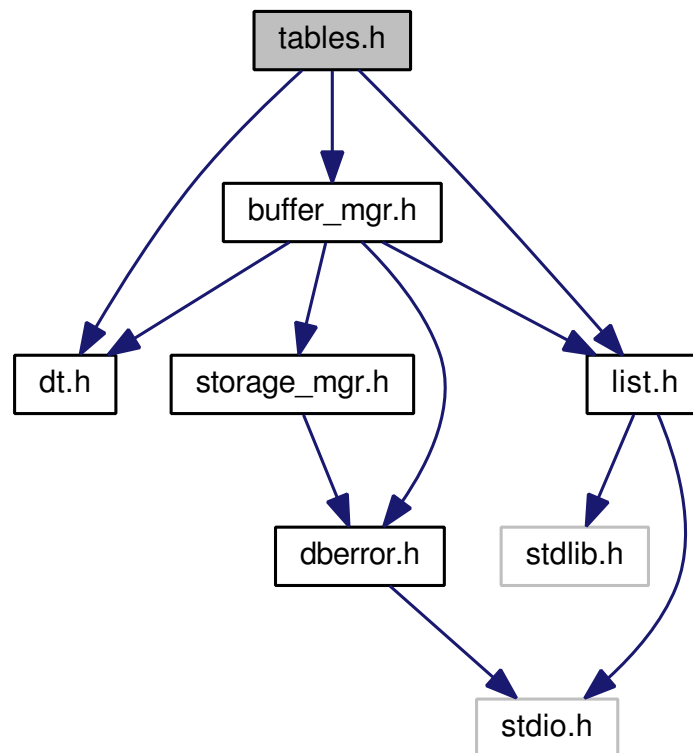 tables.h
buffer_mgr.h
dt.h
storage_mgr.h
list.h
dberror.h
stdlib.h
stdio.h